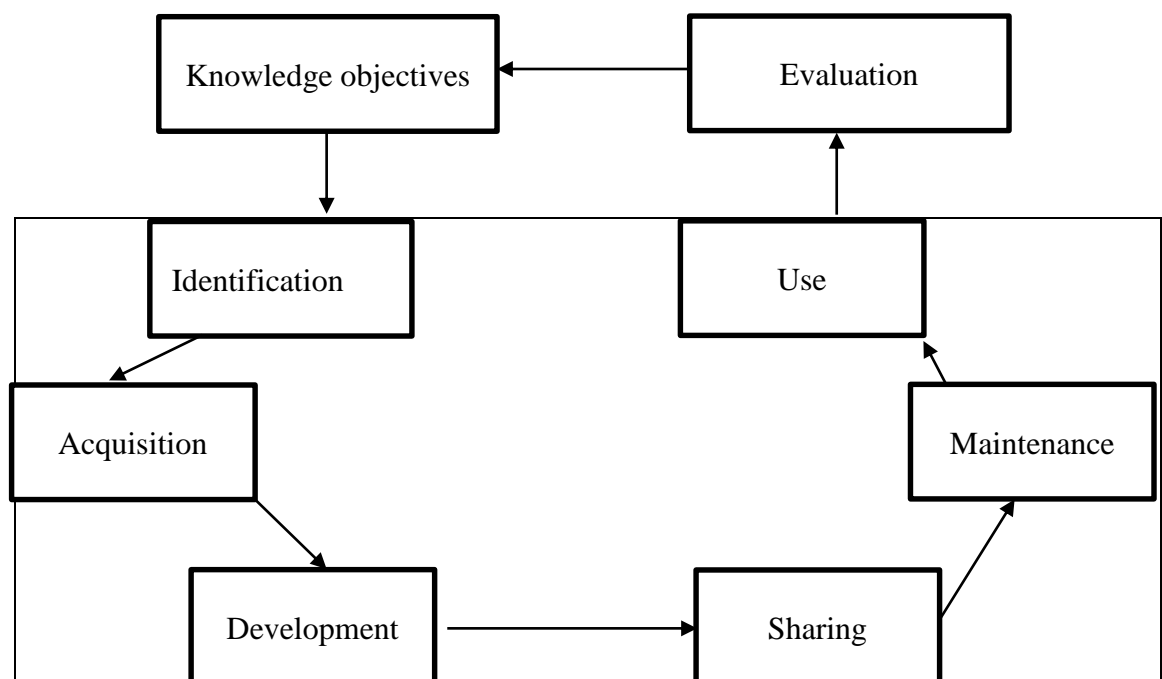 Knowledge objectives
Evaluation
Identification
Use
Acquisition
Maintenance
Development
Sharing